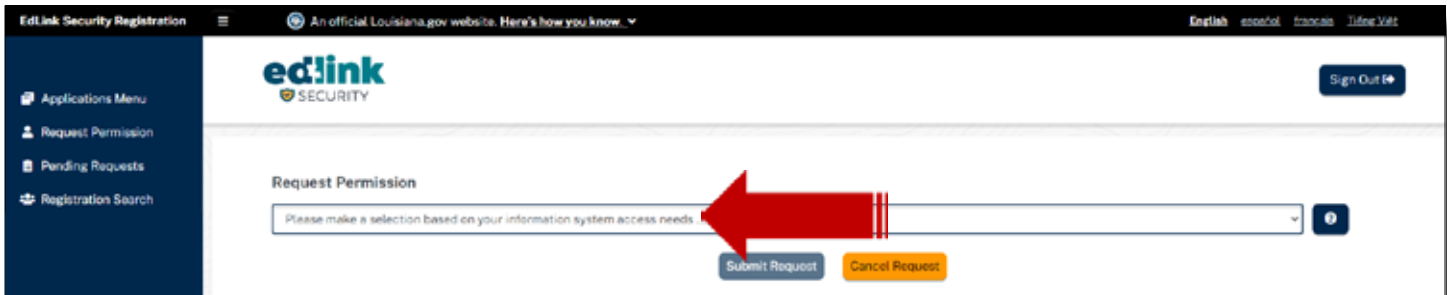 EdLink Security Registration
An official Louisiana.gov website. Here's how you know
English español français Tiếng Việt
ed:link
SECURITY
Sign Out
Applications Menu
Request Permission
Pending Requests
Registration Search
Request Permission
Please make a selection based on your information system access needs ..
Submit Request
Cancel Request